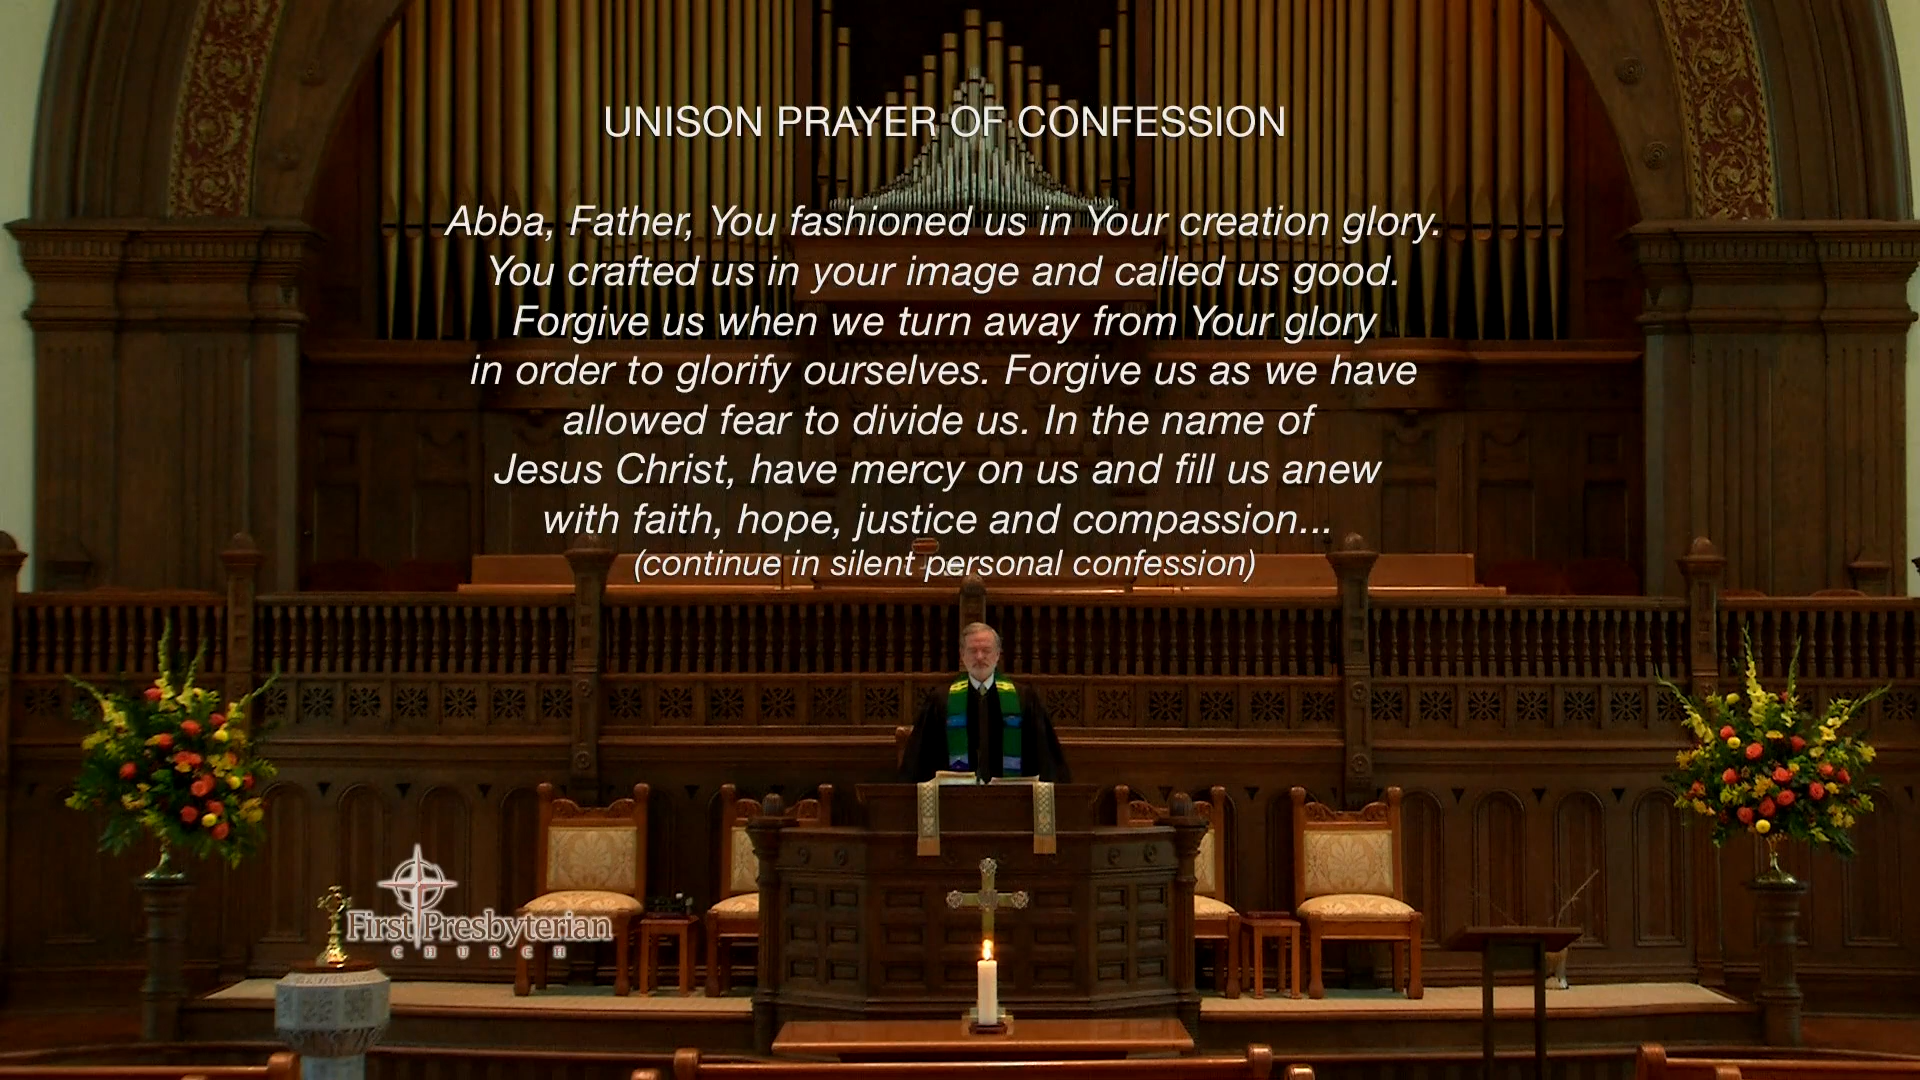 UNISON PRAYER OF CONFESSION
Abba, Father, You fashioned us in Your creation glory.
You crafted us in your image and called us good.
Forgive us when we turn away from Your glory
in order to glorify ourselves. Forgive us as we have
allowed fear to divide us. In the name of
Jesus Christ, have mercy on us and fill us anew
with faith, hope, justice and compassion...
(continue in silent personal confession)
First Presbyterian
CHURCH